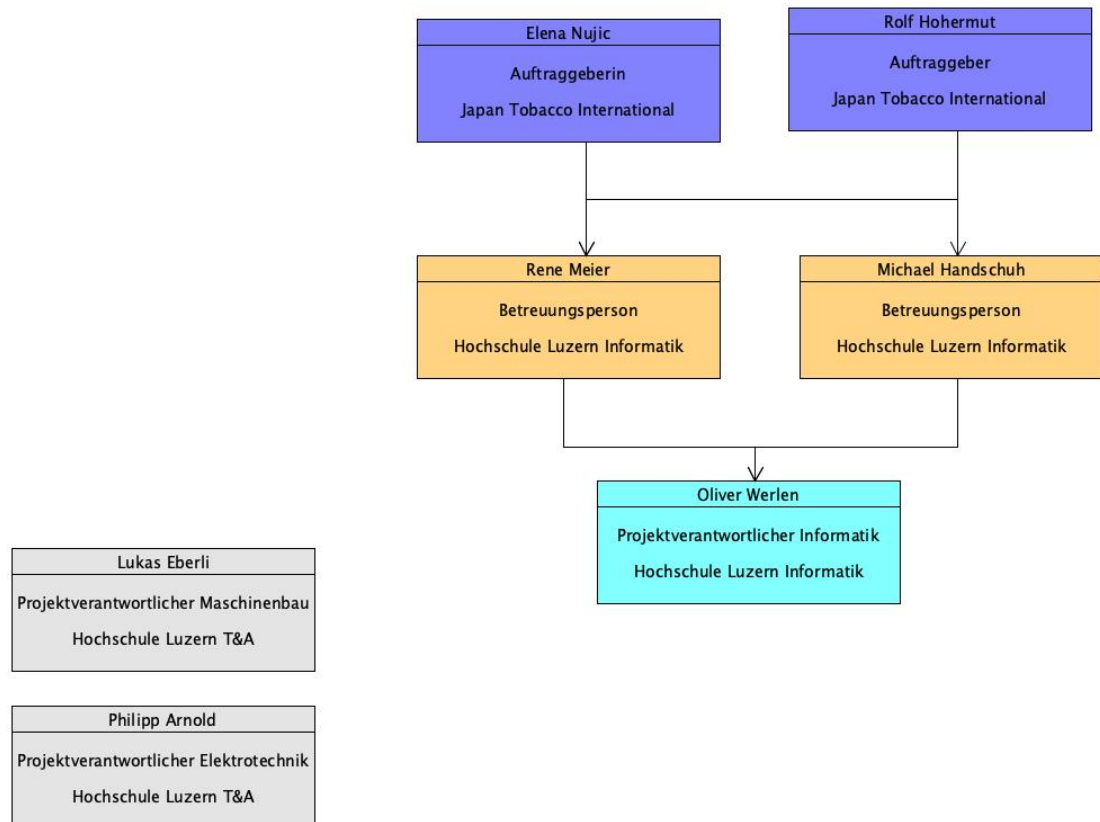 Elena Nujic
Auftraggeberin
Japan Tobacco International
Rolf Hohermut
Auftraggeber
Japan Tobacco International
Rene Meier
Betreuungsperson
Hochschule Luzern Informatik
Michael Handschuh
Betreuungsperson
Hochschule Luzern Informatik
Oliver Werlen
Projektverantwortlicher Informatik
Hochschule Luzern Informatik
Lukas Eberli
Projektverantwortlicher Maschinenbau
Hochschule Luzern T&A
Philipp Arnold
Projektverantwortlicher Elektrotechnik
Hochschule Luzern T&A